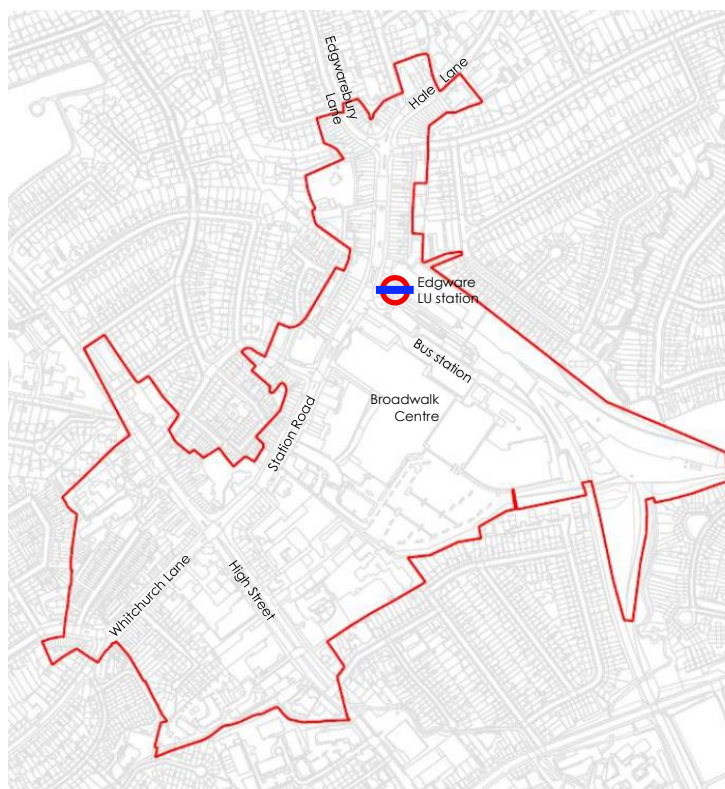 Edgwarebury
Lane
Hale Lane
Edgware
LU station
Bus station
Broadwalk
Centre
Station Road
Whitchurch Lane
High Street